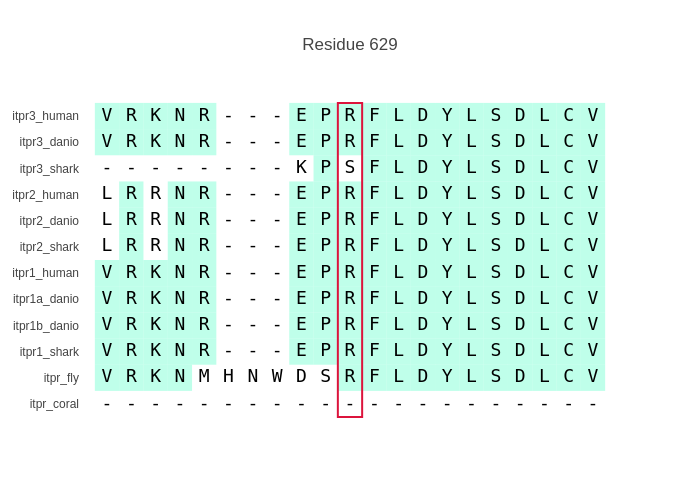 Residue 629
itpr3_human V R K N R - - - E P R F L D Y L S D L C V
itpr3_danio V R K N R - - - E P R F L D Y L S D L C V
itpr3_shark - - - - - - - - K P S F L D Y L S D L C V
itpr2_human L R R N R - - - E P R F L D Y L S D L C V
itpr2_danio L R R N R - - - E P R F L D Y L S D L C V
itpr2_shark L R R N R - - - E P R F L D Y L S D L C V
itpr1_human V R K N R - - - E P R F L D Y L S D L C V
itpr1a_danio V R K N R - - - E P R F L D Y L S D L C V
itpr1b_danio V R K N R - - - E P R F L D Y L S D L C V
itpr1_shark V R K N R - - - E P R F L D Y L S D L C V
itpr_fly V R K N M H N W D S R F L D Y L S D L C V
itpr_coral - - - - - - - - - - - - - - - - - - - - -